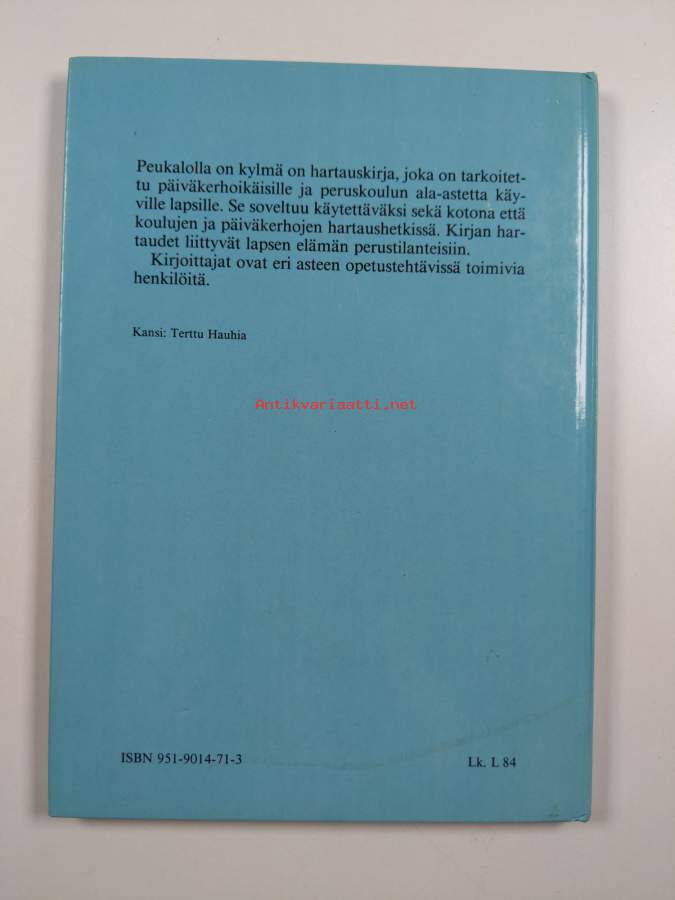 Peukalolla on kylmä on hartauskirja, joka on tarkoitet-
tu päiväkerhoikäisille ja peruskoulun ala-astetta käy-
ville lapsille. Se soveltuu käytettäväksi sekä kotona että
koulujen ja päiväkerhojen hartaushetkissä. Kirjan har-
taudet liittyvät lapsen elämän perustilanteisiin.
Kirjoittajat ovat eri asteen opetustehtävissä toimivia
henkilöitä.
Kansi: Terttu Hauhia
Antikvariaatti.net
ISBN 951-9014-71-3
Lk. L 84